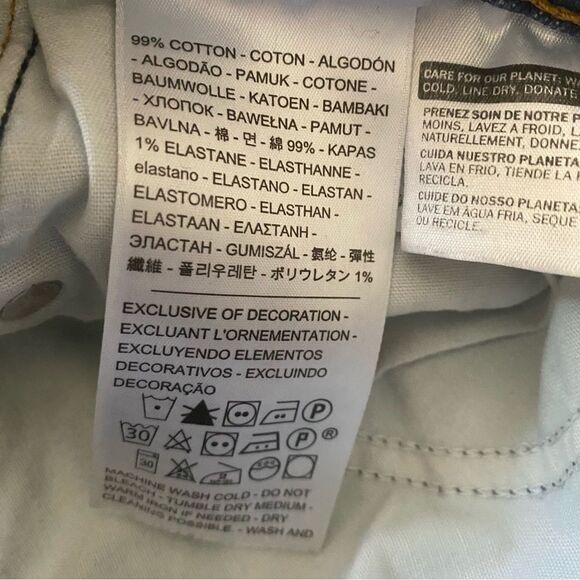 99% COTTON - COTON - ALGODÓN
- ALGODÃO - PAMUK - COTONE -
BAUMWOLLE - KATOEN - BAMBAKI
- ХЛОПОК - BAWEŁNA - PAMUT -
BAVLNA - 棉 - 면 - 綿 99% - KAPAS
1% ELASTANE - ELASTHANNE -
elastano - ELASTANO - ELASTAN -
ELASTOMERO - ELASTHAN -
ELASTAAN - ΕΛΑΣΤΑΝΗ -
ЭЛАСТАН - GUMISZÁL - 氨纶 - 彈性
纖維 - 폴리우레탄 - ポリウレタン 1%
EXCLUSIVE OF DECORATION -
EXCLUANT L'ORNEMENTATION -
EXCLUYENDO ELEMENTOS
DECORATIVOS - EXCLUINDO
DECORAÇÃO
P
30 P ®
30
MACHINE WASH COLD - DO NOT
BLEACH - TUMBLE DRY MEDIUM -
WARM IRON IF NEEDED - DRY
CLEANING POSSIBLE. - WASH AND
CARE FOR OUR PLANET:
COLD, LINE DRY, DONATE
PRENEZ SOIN DE NOTRE
MOINS, LAVEZ A FROID,
NATURELLEMENT,
CUIDA NUESTRO PLANETA
LAVA EN FRIO, TIENDE LA
RECICLA.
CUIDE DO NOSSO PLANETA
LAVE EM AGUA FRIA, SEQUE
OU RECICLE.